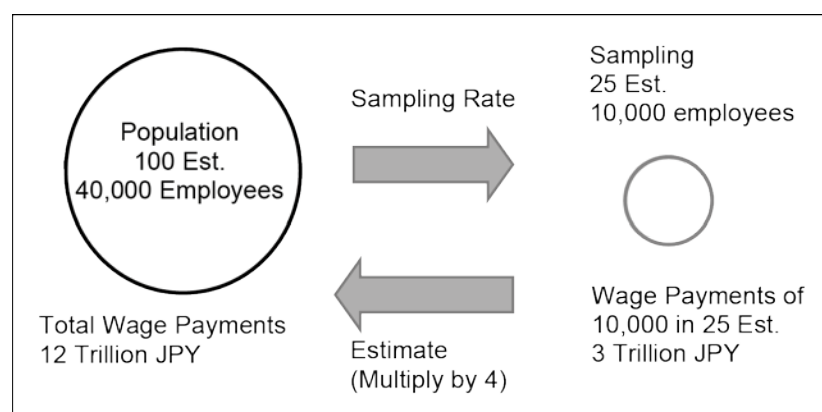 Population
100 Est.
40,000 Employees
Total Wage Payments
12 Trillion JPY
Sampling Rate
Estimate
(Multiply by 4)
Sampling
25 Est.
10,000 employees
Wage Payments of
10,000 in 25 Est.
3 Trillion JPY